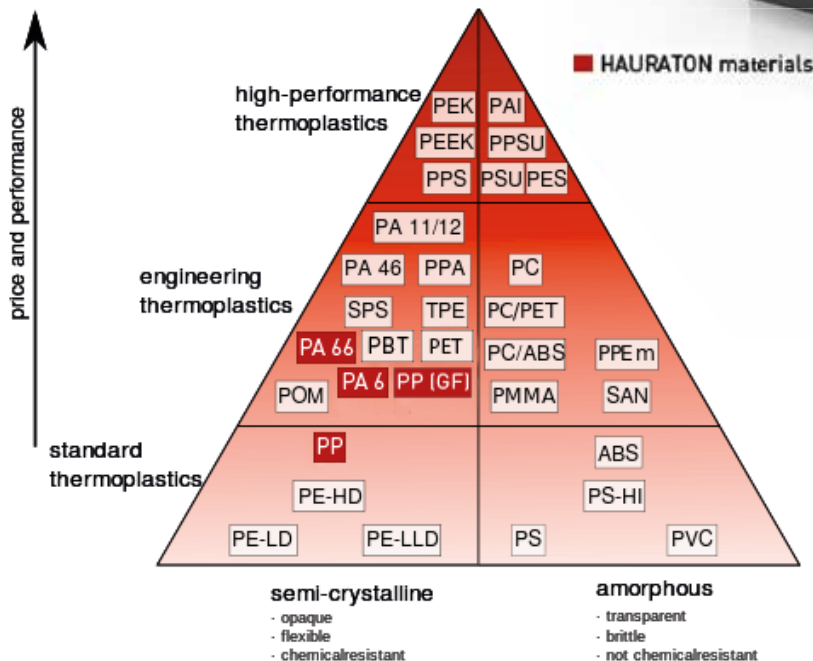 HAURATON materials
price and performance
high-performance
thermoplastics
PEK PAI
PEEK PPSU
PPS PSU PES
PA 11/12
engineering
thermoplastics
PA 46 PPA PC
SPS TPE PC/PET
PA 66 PBT PET PC/ABS PPE m
PA 6 PP (GF)
POM PMMA SAN
standard
thermoplastics
PP ABS
PE-HD PS-HI
PE-LD PE-LLD PS PVC
semi-crystalline
· opaque
· flexible
· chemicalresistant
amorphous
· transparent
· brittle
· not chemicalresistant